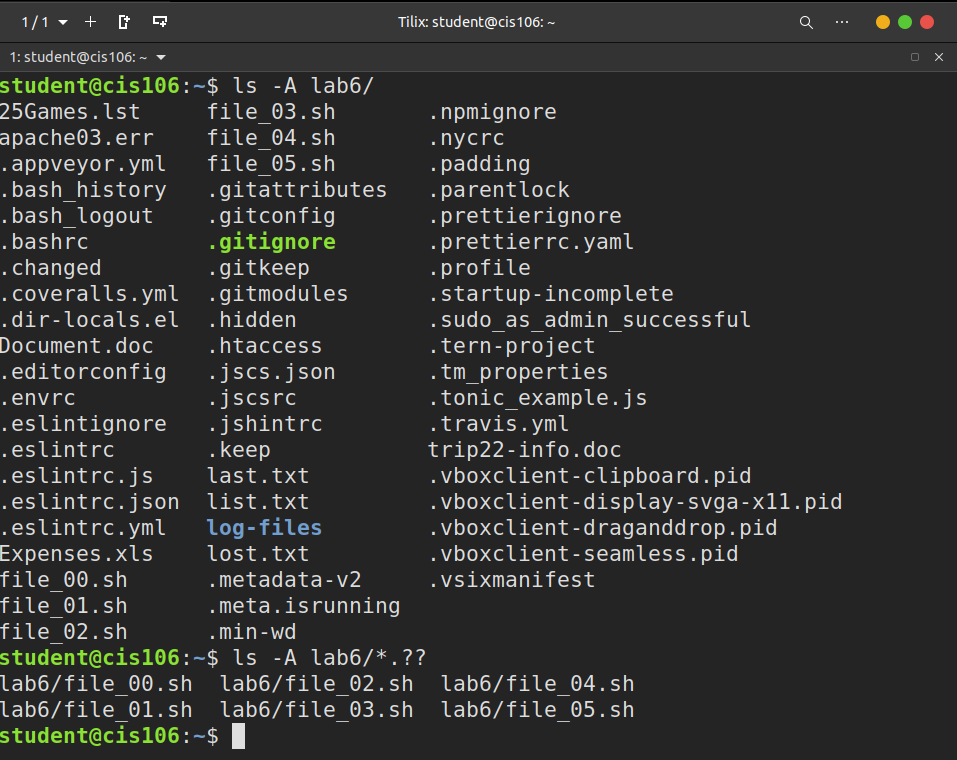 1 / 1
Tilix: student@cis106: ~
1: student@cis106: ~
student@cis106:~$ ls -A lab6/
25Games.lst file_03.sh .npmignore
apache03.err file_04.sh .nycrc
.appveyor.yml file_05.sh .padding
.bash_history .gitattributes .parentlock
.bash_logout .gitconfig .prettierignore
.bashrc .gitignore .prettierrc.yaml
.changed .gitkeep .profile
.coveralls.yml .gitmodules .startup-incomplete
.dir-locals.el .hidden .sudo_as_admin_successful
Document.doc .htaccess .tern-project
.editorconfig .jscs.json .tm_properties
.envrc .jscsrc .tonic_example.js
.eslintignore .jshintrc .travis.yml
.eslintrc .keep trip22-info.doc
.eslintrc.js last.txt .vboxclient-clipboard.pid
.eslintrc.json list.txt .vboxclient-display-svga-x11.pid
.eslintrc.yml log-files .vboxclient-draganddrop.pid
Expenses.xls lost.txt .vboxclient-seamless.pid
file_00.sh .metadata-v2 .vsixmanifest
file_01.sh .meta.isrunning
file_02.sh .min-wd
student@cis106:~$ ls -A lab6/*.??
lab6/file_00.sh lab6/file_02.sh lab6/file_04.sh
lab6/file_01.sh lab6/file_03.sh lab6/file_05.sh
student@cis106:~$